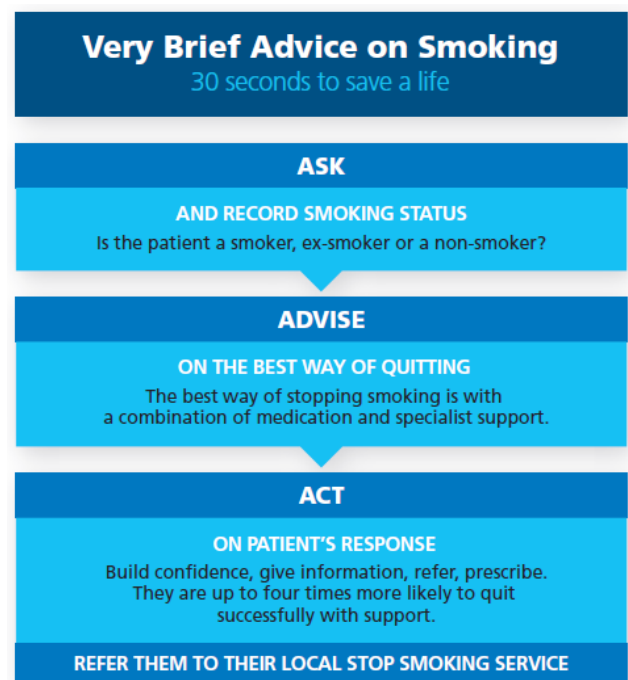 Very Brief Advice on Smoking
30 seconds to save a life
ASK
AND RECORD SMOKING STATUS
Is the patient a smoker, ex-smoker or a non-smoker?
ADVISE
ON THE BEST WAY OF QUITTING
The best way of stopping smoking is with
a combination of medication and specialist support.
ACT
ON PATIENT'S RESPONSE
Build confidence, give information, refer, prescribe.
They are up to four times more likely to quit
successfully with support.
REFER THEM TO THEIR LOCAL STOP SMOKING SERVICE